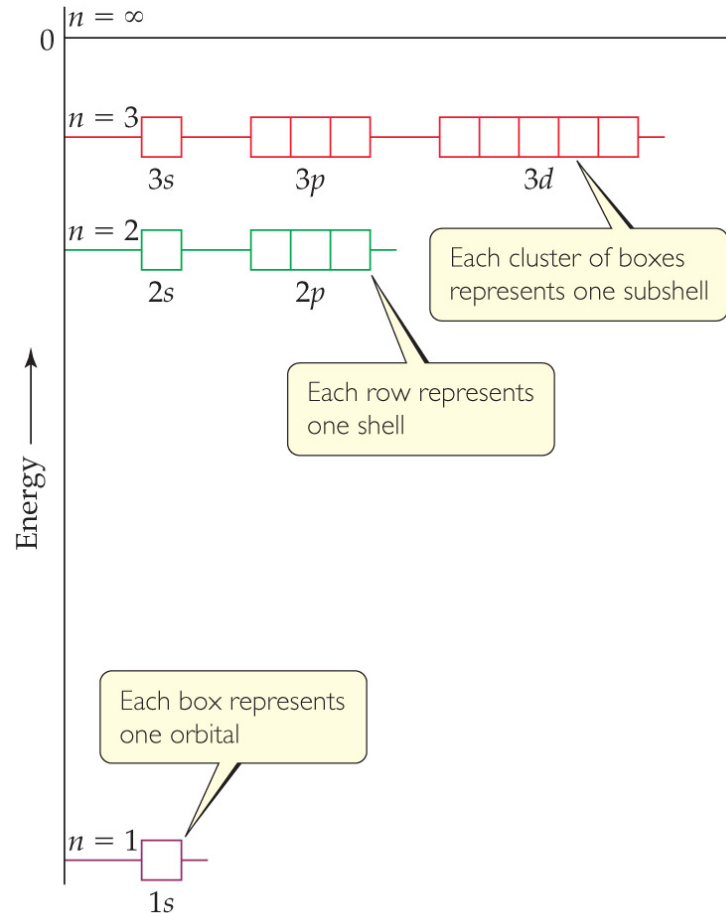 n = ∞
0
n = 3
3s 3p 3d
n = 2
2s 2p
Each cluster of boxes
represents one subshell
Each row represents
one shell
Energy
Each box represents
one orbital
n = 1
1s